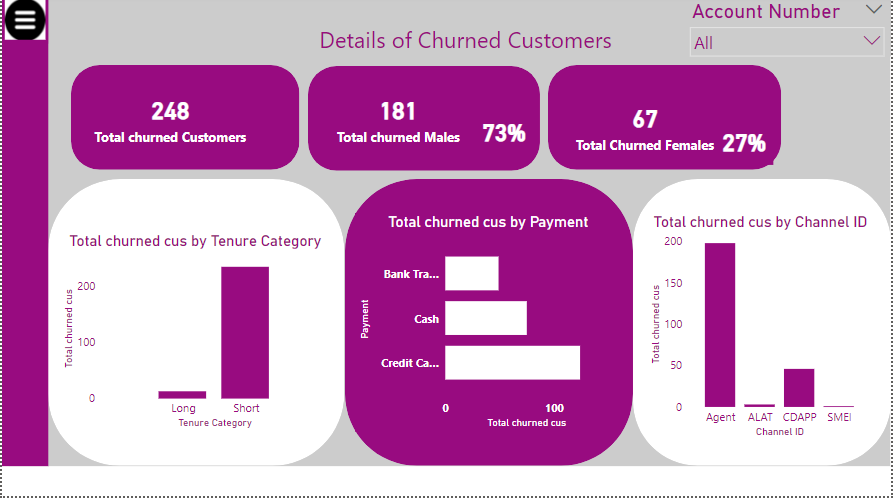 Account Number
Details of Churned Customers
All
248
Total churned Customers
181
Total churned Males
73%
67
Total Churned Females
27%
Total churned cus by Tenure Category
Total churned cus
200
100
0
Long
Short
Tenure Category
Total churned cus by Payment
Payment
Bank Tra...
Cash
Credit Ca...
0
100
Total churned cus
Total churned cus by Channel ID
Total churned cus
200
150
100
50
0
Agent
ALAT
CDAPP
SMEi
Channel ID